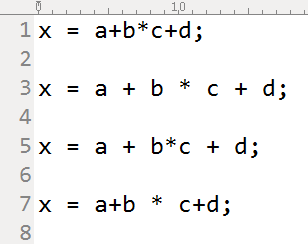 0 10
1 x = a+b*c+d;
2
3 x = a + b * c + d;
4
5 x = a + b*c + d;
6
7 x = a+b * c+d;
8